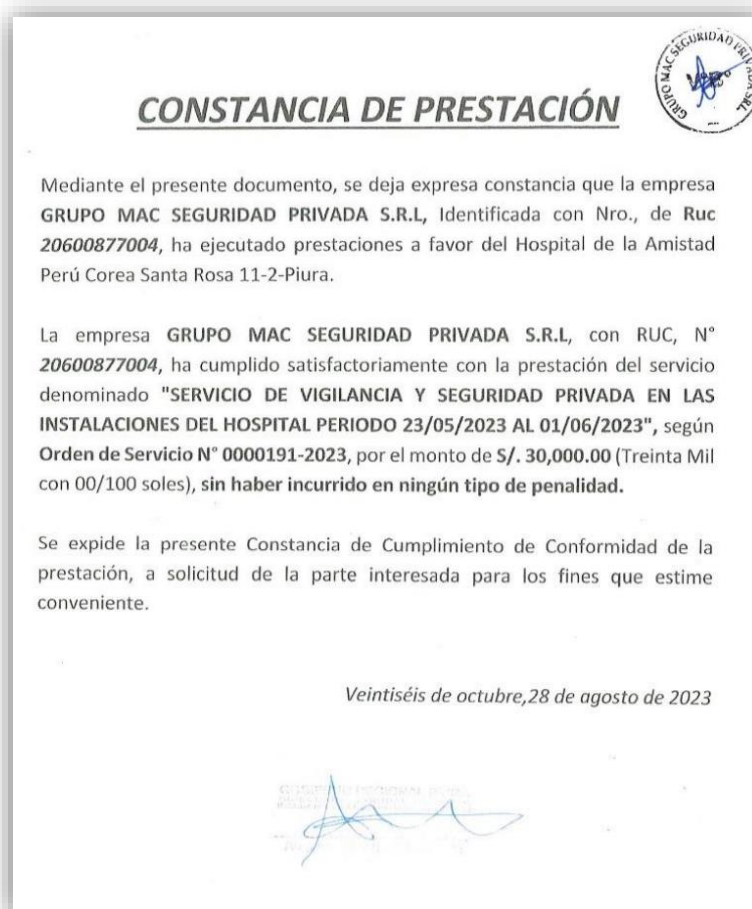 GRUPO MAC SEGURIDAD PRIVADA SRL
CONSTANCIA DE PRESTACIÓN
Mediante el presente documento, se deja expresa constancia que la empresa
GRUPO MAC SEGURIDAD PRIVADA S.R.L, Identificada con Nro., de Ruc
20600877004, ha ejecutado prestaciones a favor del Hospital de la Amistad
Perú Corea Santa Rosa 11-2-Piura.
La empresa GRUPO MAC SEGURIDAD PRIVADA S.R.L, con RUC, N°
20600877004, ha cumplido satisfactoriamente con la prestación del servicio
denominado "SERVICIO DE VIGILANCIA Y SEGURIDAD PRIVADA EN LAS
INSTALACIONES DEL HOSPITAL PERIODO 23/05/2023 AL 01/06/2023", según
Orden de Servicio N° 0000191-2023, por el monto de S/. 30,000.00 (Treinta Mil
con 00/100 soles), sin haber incurrido en ningún tipo de penalidad.
Se expide la presente Constancia de Cumplimiento de Conformidad de la
prestación, a solicitud de la parte interesada para los fines que estime
conveniente.
Veintiséis de octubre,28 de agosto de 2023